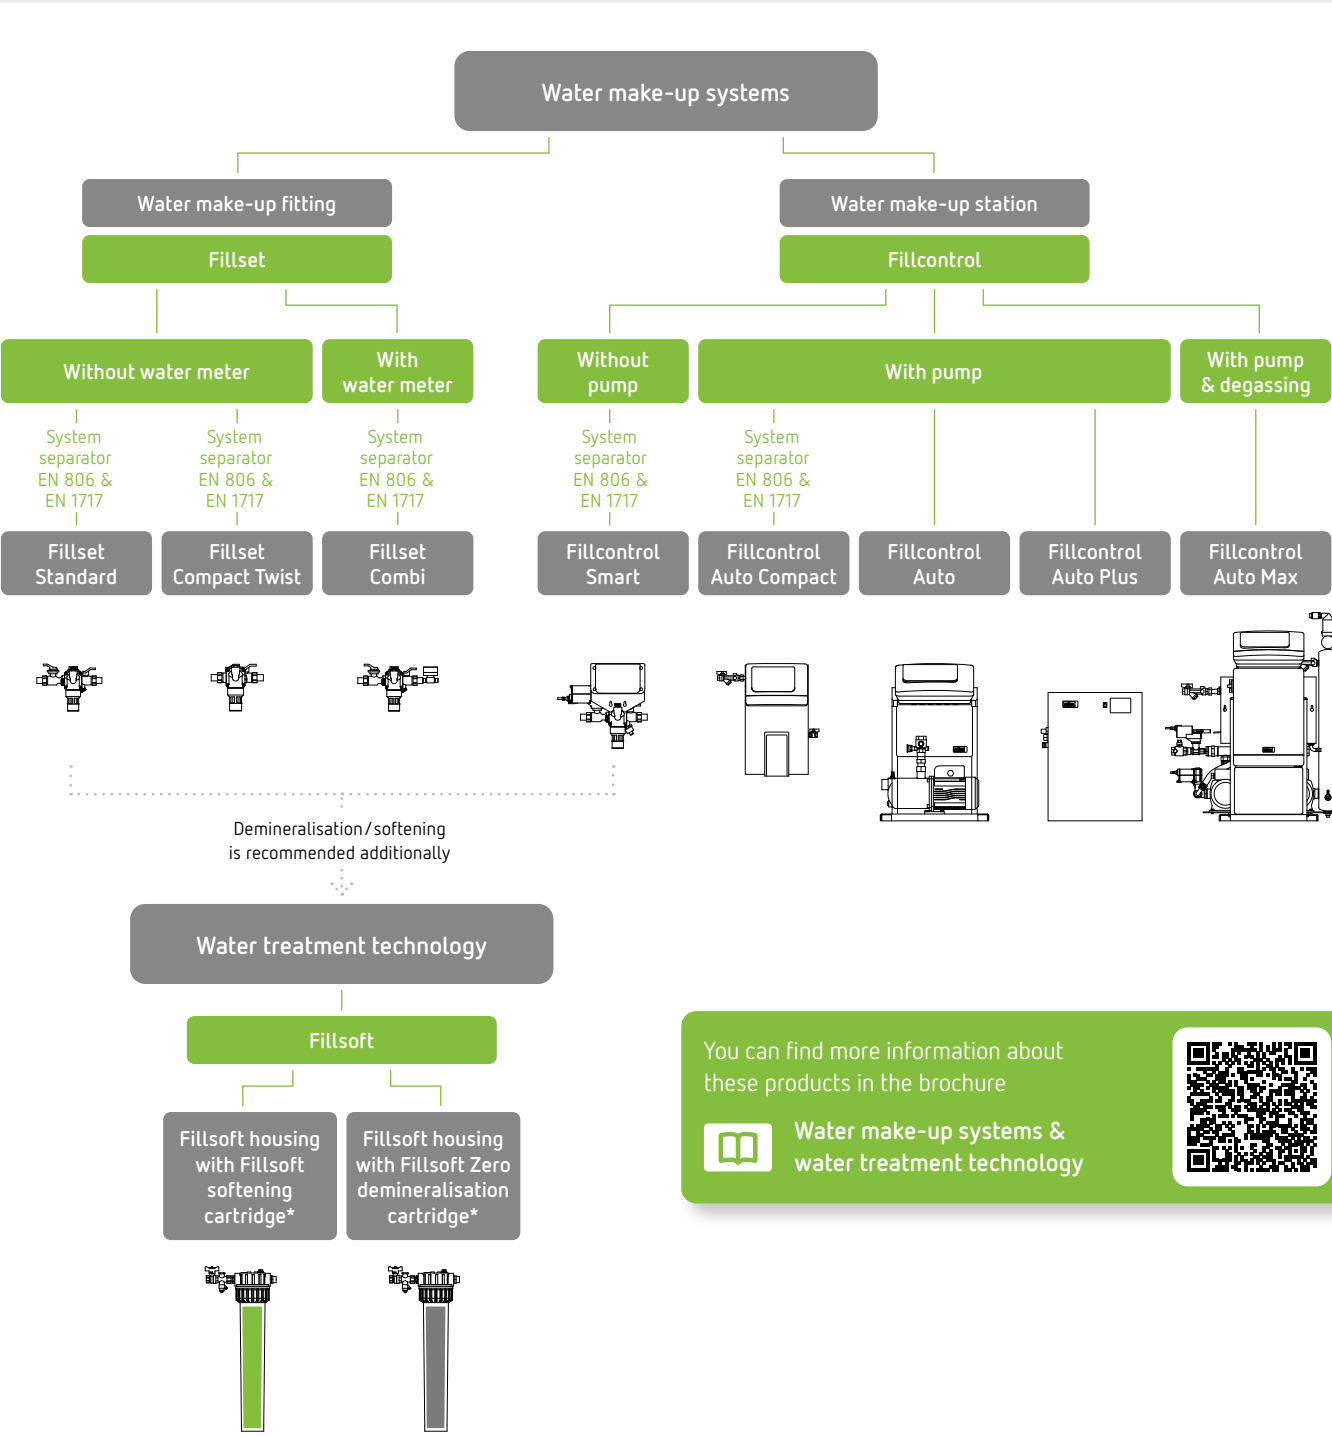 Water make-up systems
Water make-up fitting
Water make-up station
Fillset
Fillcontrol
Without water meter
With
water meter
Without
pump
With pump
With pump
& degassing
System
separator
EN 806 &
EN 1717
System
separator
EN 806 &
EN 1717
System
separator
EN 806 &
EN 1717
System
separator
EN 806 &
EN 1717
System
separator
EN 806 &
EN 1717
Fillset
Standard
Fillset
Compact Twist
Fillset
Combi
Fillcontrol
Smart
Fillcontrol
Auto Compact
Fillcontrol
Auto
Fillcontrol
Auto Plus
Fillcontrol
Auto Max
Demineralisation/softening
is recommended additionally
Water treatment technology
Fillsoft
Fillsoft housing
with Fillsoft
softening
cartridge*
Fillsoft housing
with Fillsoft Zero
demineralisation
cartridge*
You can find more information about
these products in the brochure
Water make-up systems &
water treatment technology